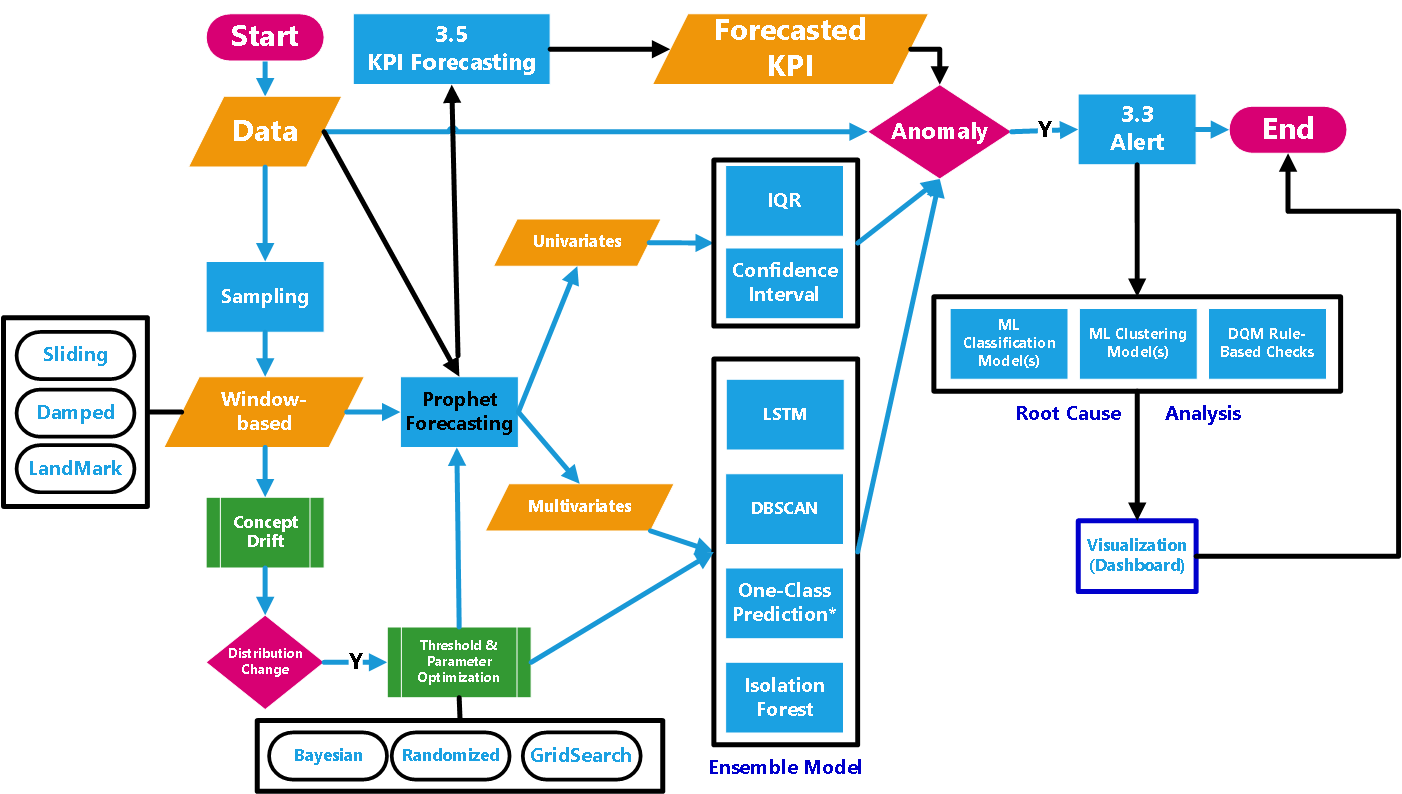 Start
3.5
KPI Forecasting
Forecasted
KPI
Data
Anomaly
Y
3.3
Alert
End
IQR
Confidence
Interval
Univariates
Sampling
Sliding
Damped
LandMark
Window-
based
Prophet
Forecasting
ML
Classification
Model(s)
ML Clustering
Model(s)
DQM Rule-
Based Checks
Root Cause
Analysis
LSTM
DBSCAN
One-Class
Prediction*
Isolation
Forest
Ensemble Model
Multivariates
Concept
Drift
Visualization
(Dashboard)
Distribution
Change
Y
Threshold &
Parameter
Optimization
Bayesian
Randomized
GridSearch